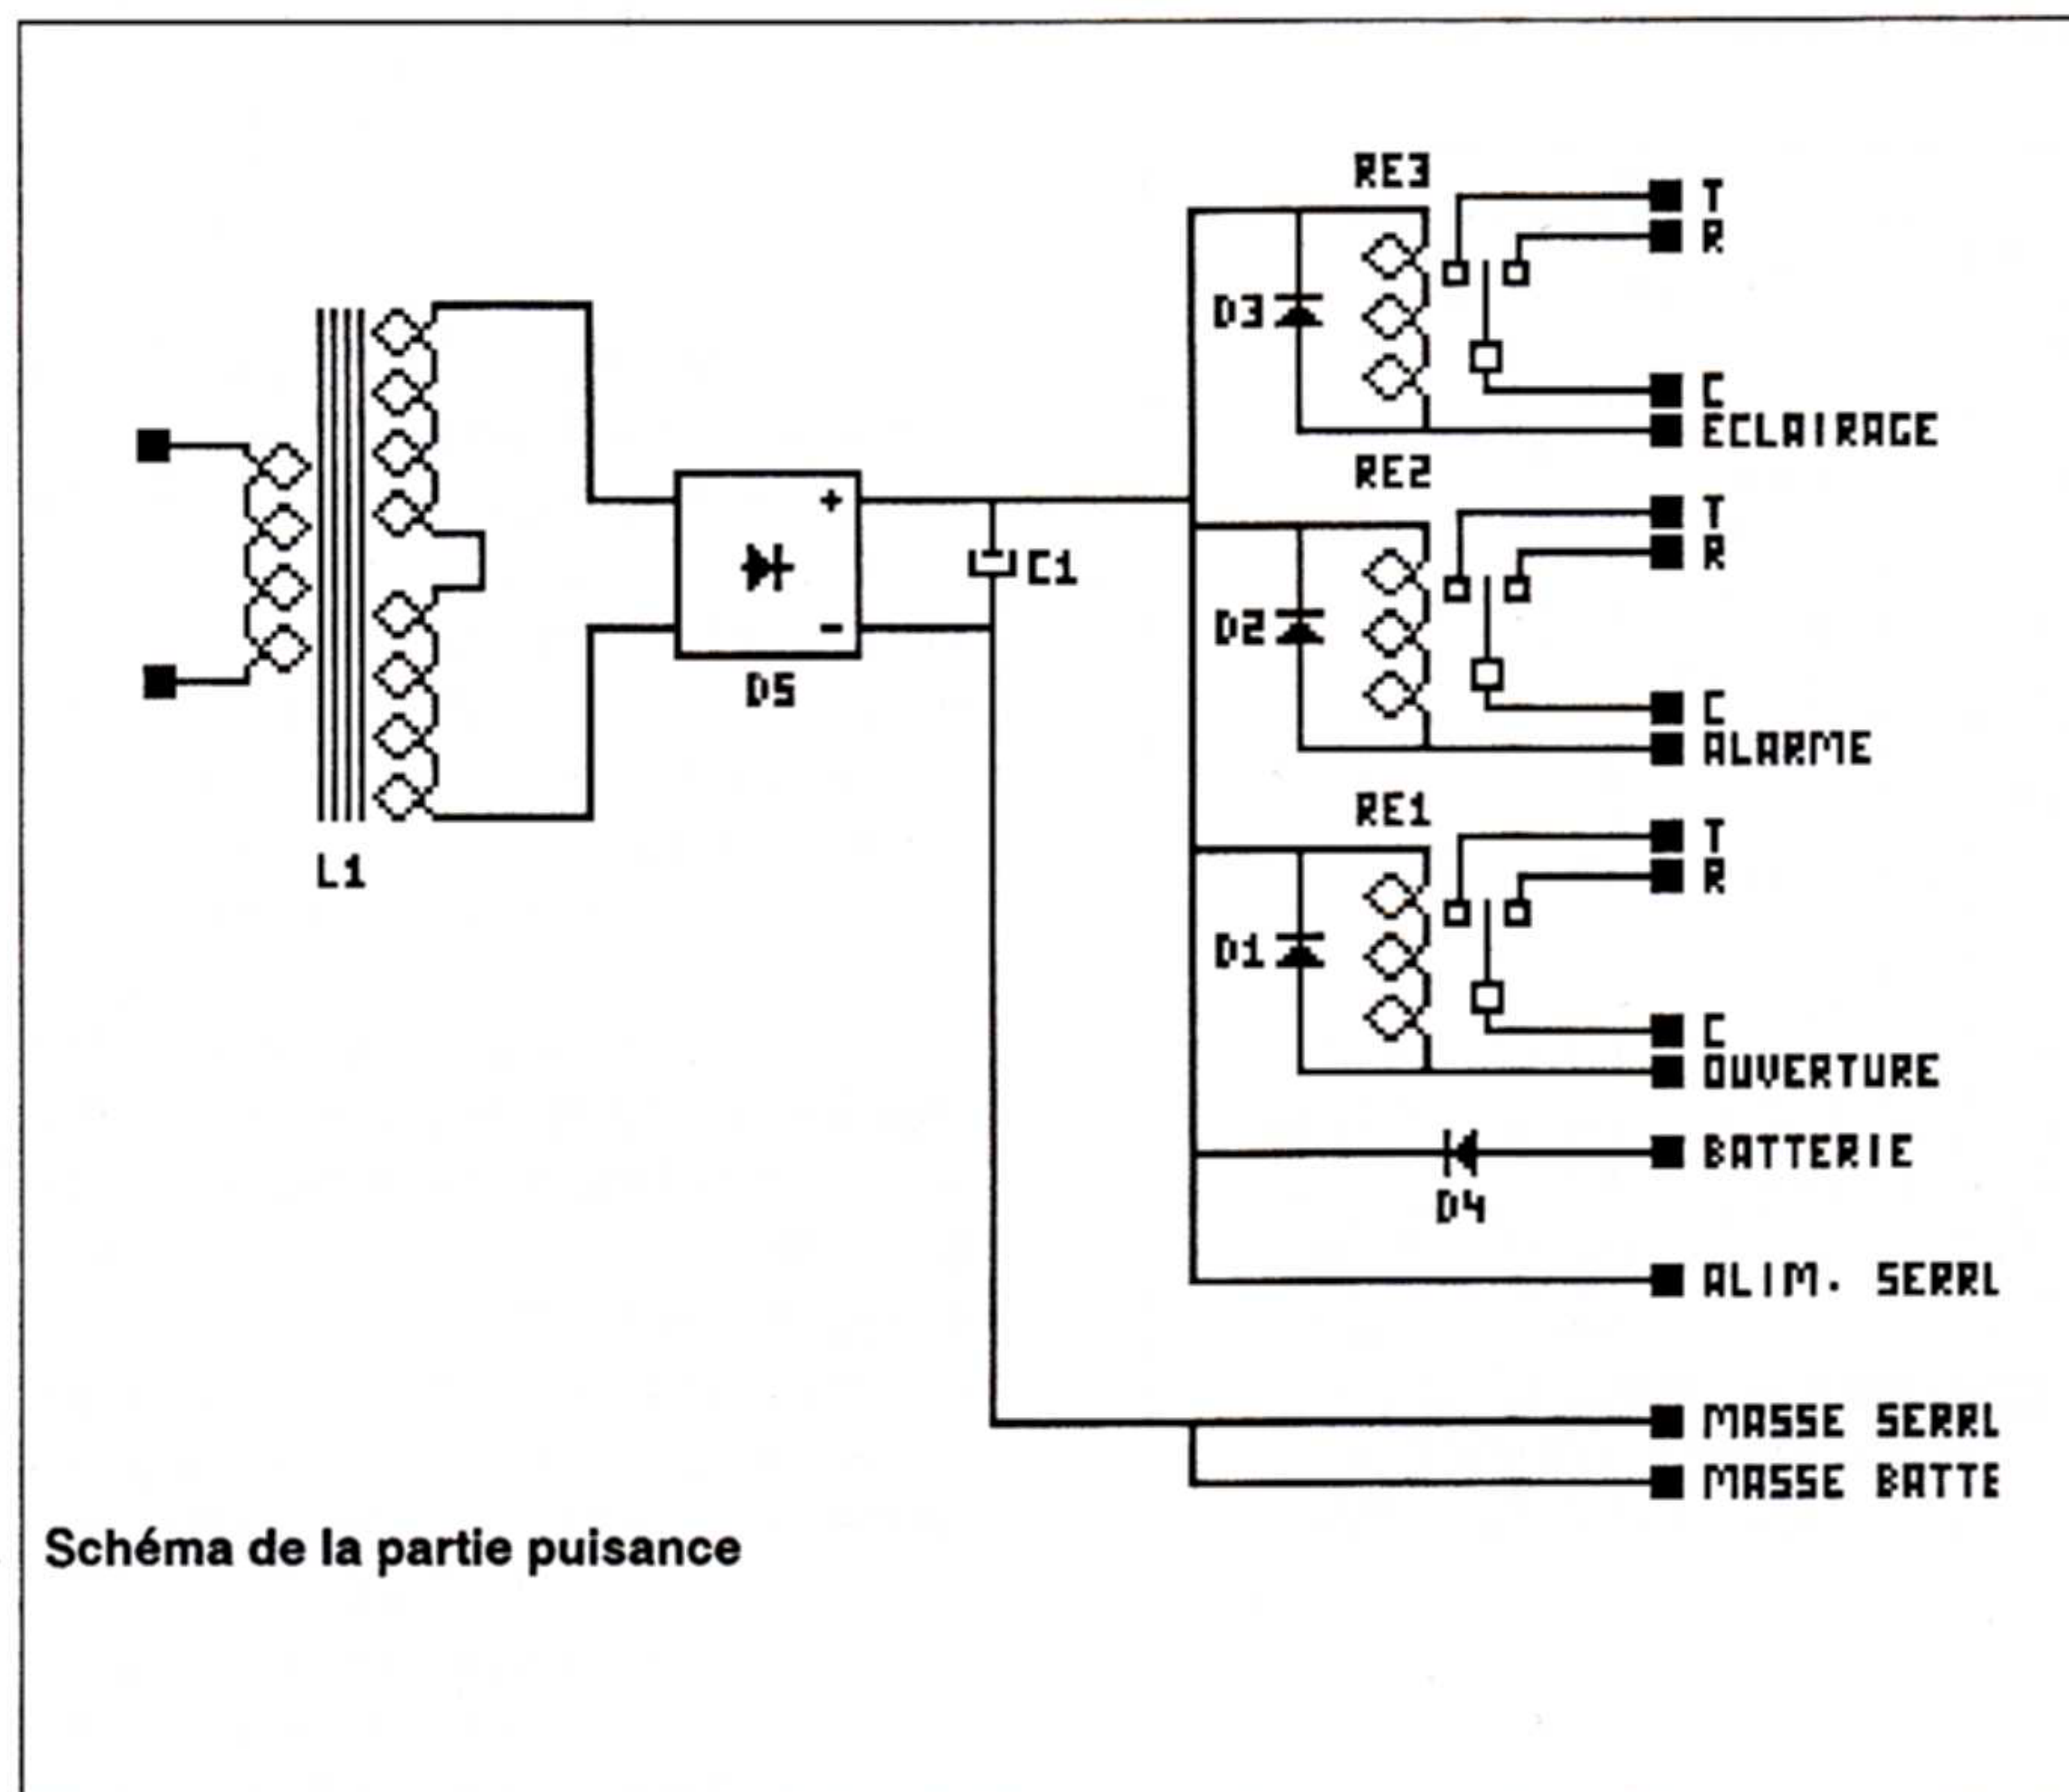 RE3
T
R
D3
C
ECLAIRAGE
RE2
T
R
+
C1
D2
-
D5
C
ALARME
RE1
T
R
L1
D1
C
OUVERTURE
BATTERIE
D4
ALIM. SERRL
MASSE SERRL
MASSE BATTE
Schéma de la partie puisance